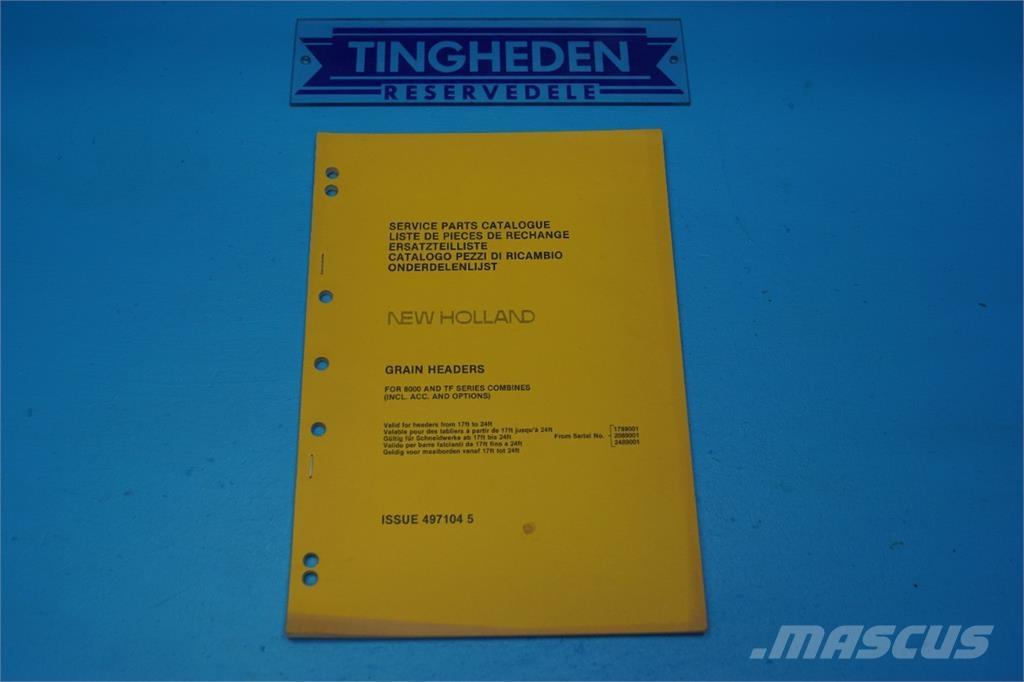 TINGHEDEN
RESERVEDELE
SERVICE PARTS CATALOGUE
LISTE DE PIECES DE RECHANGE
ERSATZTEILLISTE
CATALOGO PEZZI DI RICAMBIO
ONDERDELENLIJST
NEW HOLLAND
GRAIN HEADERS
FOR 8000 AND TF SERIES COMBINES
(INCL. ACC. AND OPTIONS)
Valid for headers from 17ft to 24ft
Valable pour des tabliers à partir de 17ft jusqu'à 24ft
Gültig für Schneidwerke ab 17ft bis 24ft
Valido per barre falcianti da 17ft fino a 24ft
Geldig voor maaiborden vanaf 17ft tot 24ft
From Serial No.
1789001
2089001
2489001
ISSUE 497104 5
.MASCUS